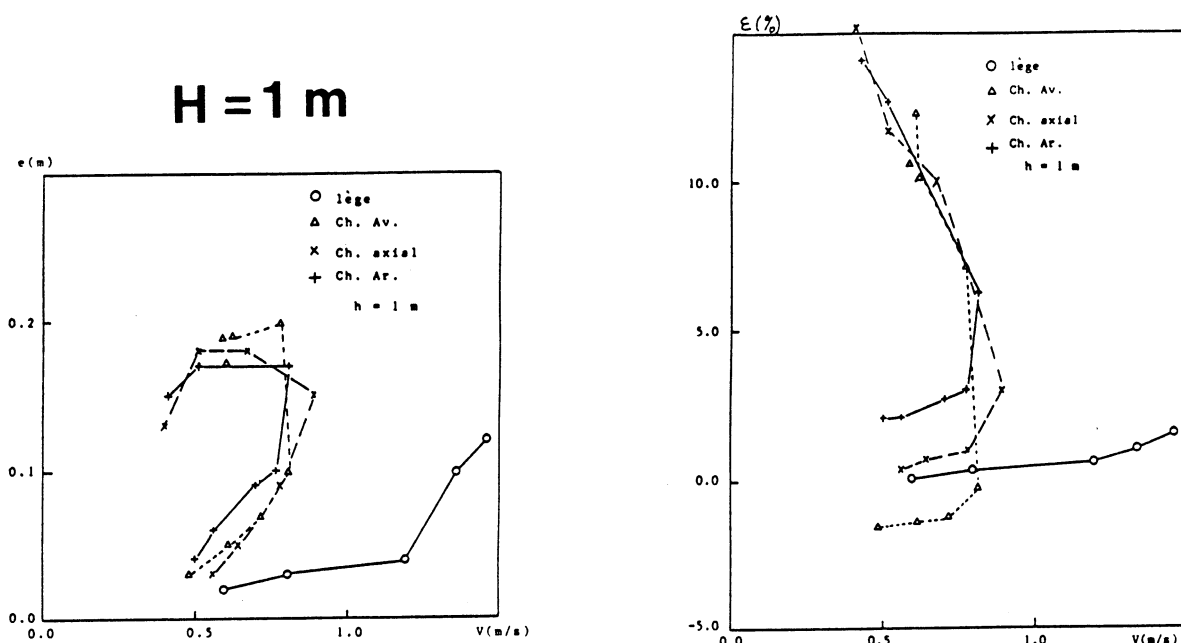 H = 1 m
e(m)
lège
Ch. Av.
Ch. axial
Ch. Ar.
h = 1 m
0.2
0.1
0.0
0.0
0.5
1.0
V(m/s)
ε(%)
lège
Ch. Av.
Ch. axial
Ch. Ar.
h = 1 m
10.0
5.0
0.0
-5.0
0.0
0.5
1.0
V(m/s)